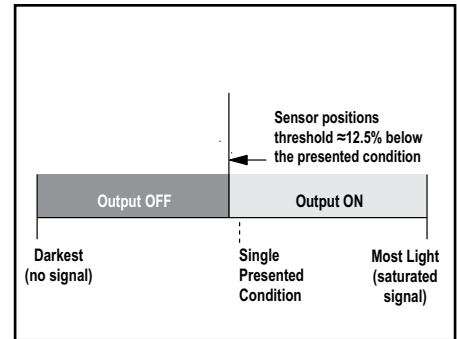 Sensor positions
threshold ≈12.5% below
the presented condition
Output OFF
Output ON
Darkest
(no signal)
Single
Presented
Condition
Most Light
(saturated
signal)